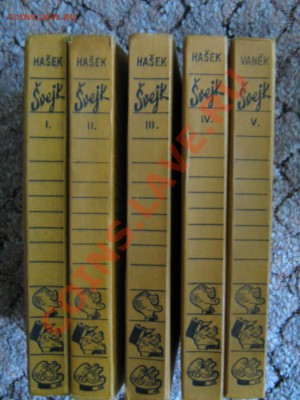 HAŠEK
Švejk
I.
HAŠEK
Švejk
II.
HAŠEK
Švejk
III.
HAŠEK
Švejk
IV.
VANĚK
Švejk
V.
COINS.LAVE.RU